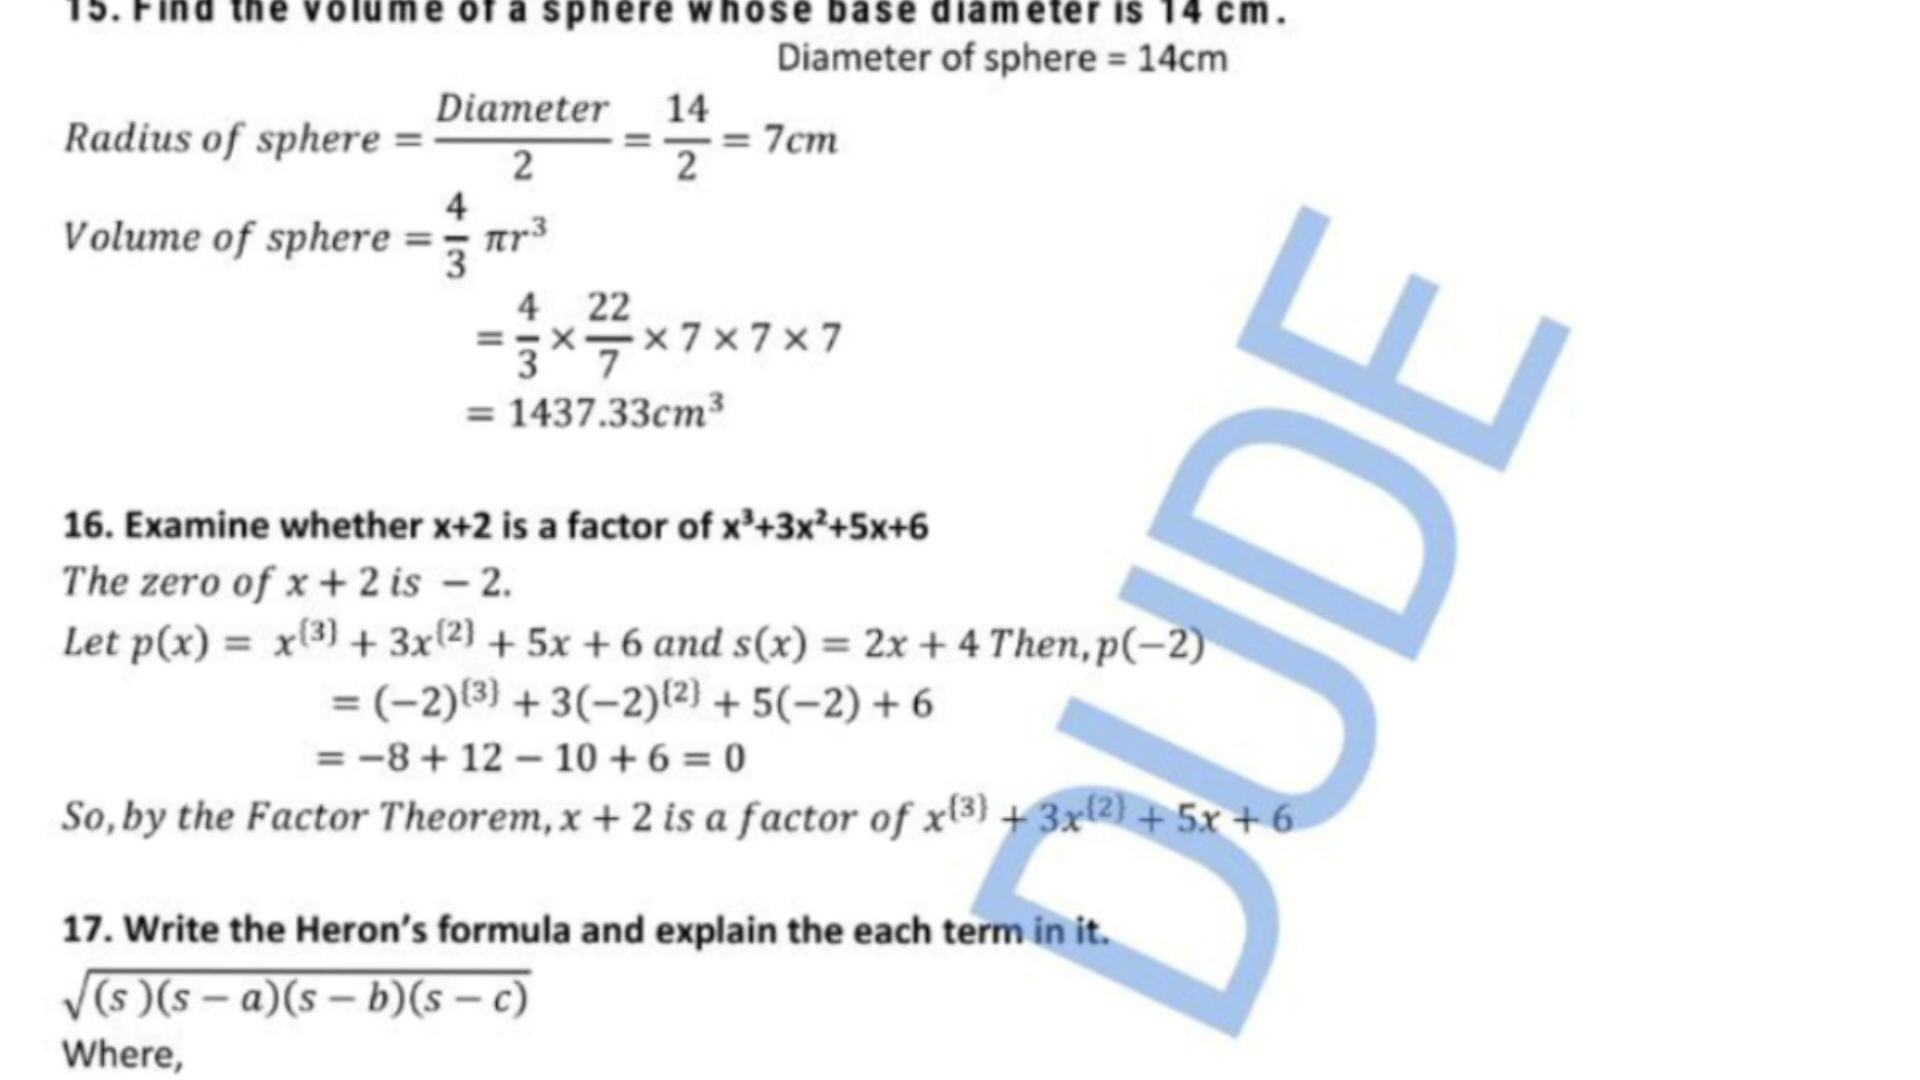 15. Find the volume of a sphere whose base diameter is 14 cm.
Diameter of sphere = 14cm
Radius of sphere = Diameter/2 = 14/2 = 7cm
Volume of sphere = 4/3 πr³
= 4/3 × 22/7 × 7 × 7 × 7
= 1437.33cm³
16. Examine whether x+2 is a factor of x³+3x²+5x+6
The zero of x + 2 is − 2.
Let p(x) = x^{3} + 3x^{2} + 5x + 6 and s(x) = 2x + 4 Then, p(−2)
= (−2)^{3} + 3(−2)^{2} + 5(−2) + 6
= −8 + 12 − 10 + 6 = 0
So, by the Factor Theorem, x + 2 is a factor of x^{3} + 3x^{2} + 5x + 6
17. Write the Heron's formula and explain the each term in it.
√(s )(s − a)(s − b)(s − c)
Where,
DUDE